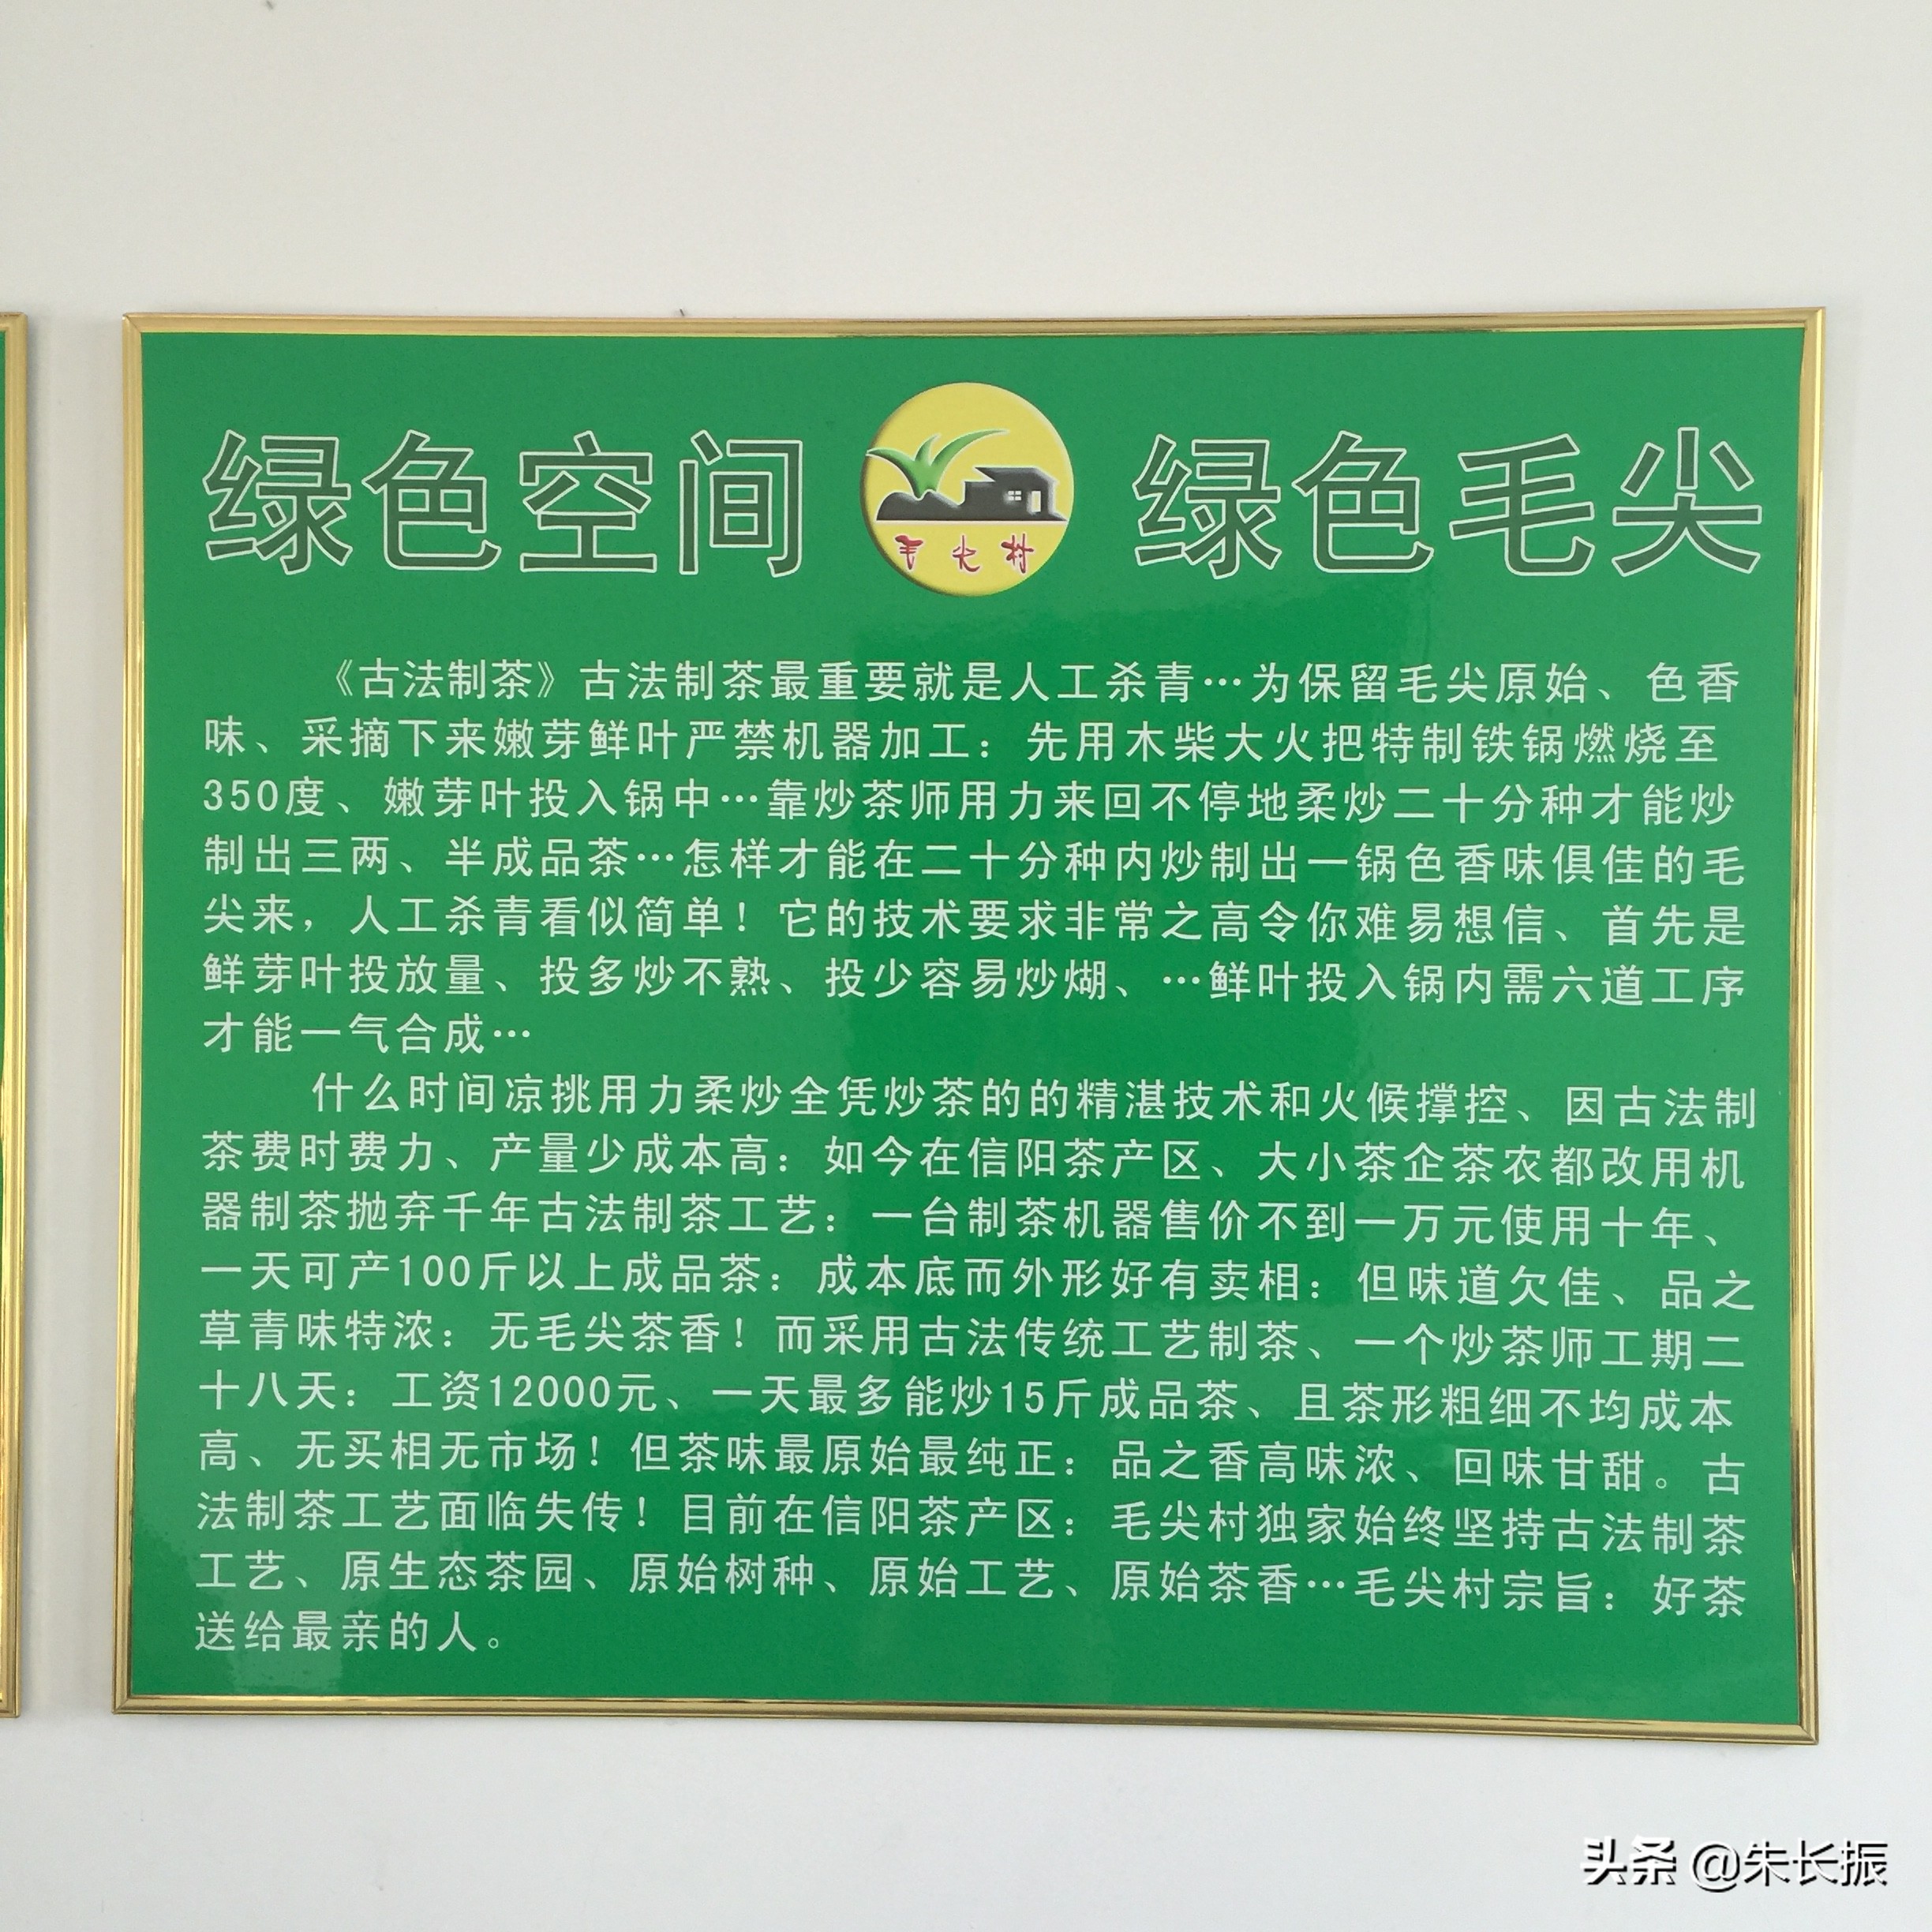 绿色空间 绿色毛尖
毛尖村
《古法制茶》古法制茶最重要就是人工杀青…为保留毛尖原始、色香
味、采摘下来嫩芽鲜叶严禁机器加工：先用木柴大火把特制铁锅燃烧至
350度、嫩芽叶投入锅中…靠炒茶师用力来回不停地柔炒二十分种才能炒
制出三两、半成品茶…怎样才能在二十分种内炒制出一锅色香味俱佳的毛
尖来，人工杀青看似简单！它的技术要求非常之高令你难易想信、首先是
鲜芽叶投放量、投多炒不熟、投少容易炒煳、…鲜叶投入锅内需六道工序
才能一气合成…
什么时间凉挑用力柔炒全凭炒茶的的精湛技术和火候撑控、因古法制
茶费时费力、产量少成本高：如今在信阳茶产区、大小茶企茶农都改用机
器制茶抛弃千年古法制茶工艺：一台制茶机器售价不到一万元使用十年、
一天可产100斤以上成品茶：成本底而外形好有卖相：但味道欠佳、品之
草青味特浓：无毛尖茶香！而采用古法传统工艺制茶、一个炒茶师工期二
十八天：工资12000元、一天最多能炒15斤成品茶、且茶形粗细不均成本
高、无买相无市场！但茶味最原始最纯正：品之香高味浓、回味甘甜。古
法制茶工艺面临失传！目前在信阳茶产区：毛尖村独家始终坚持古法制茶
工艺、原生态茶园、原始树种、原始工艺、原始茶香…毛尖村宗旨：好茶
送给最亲的人。
头条 @朱长振